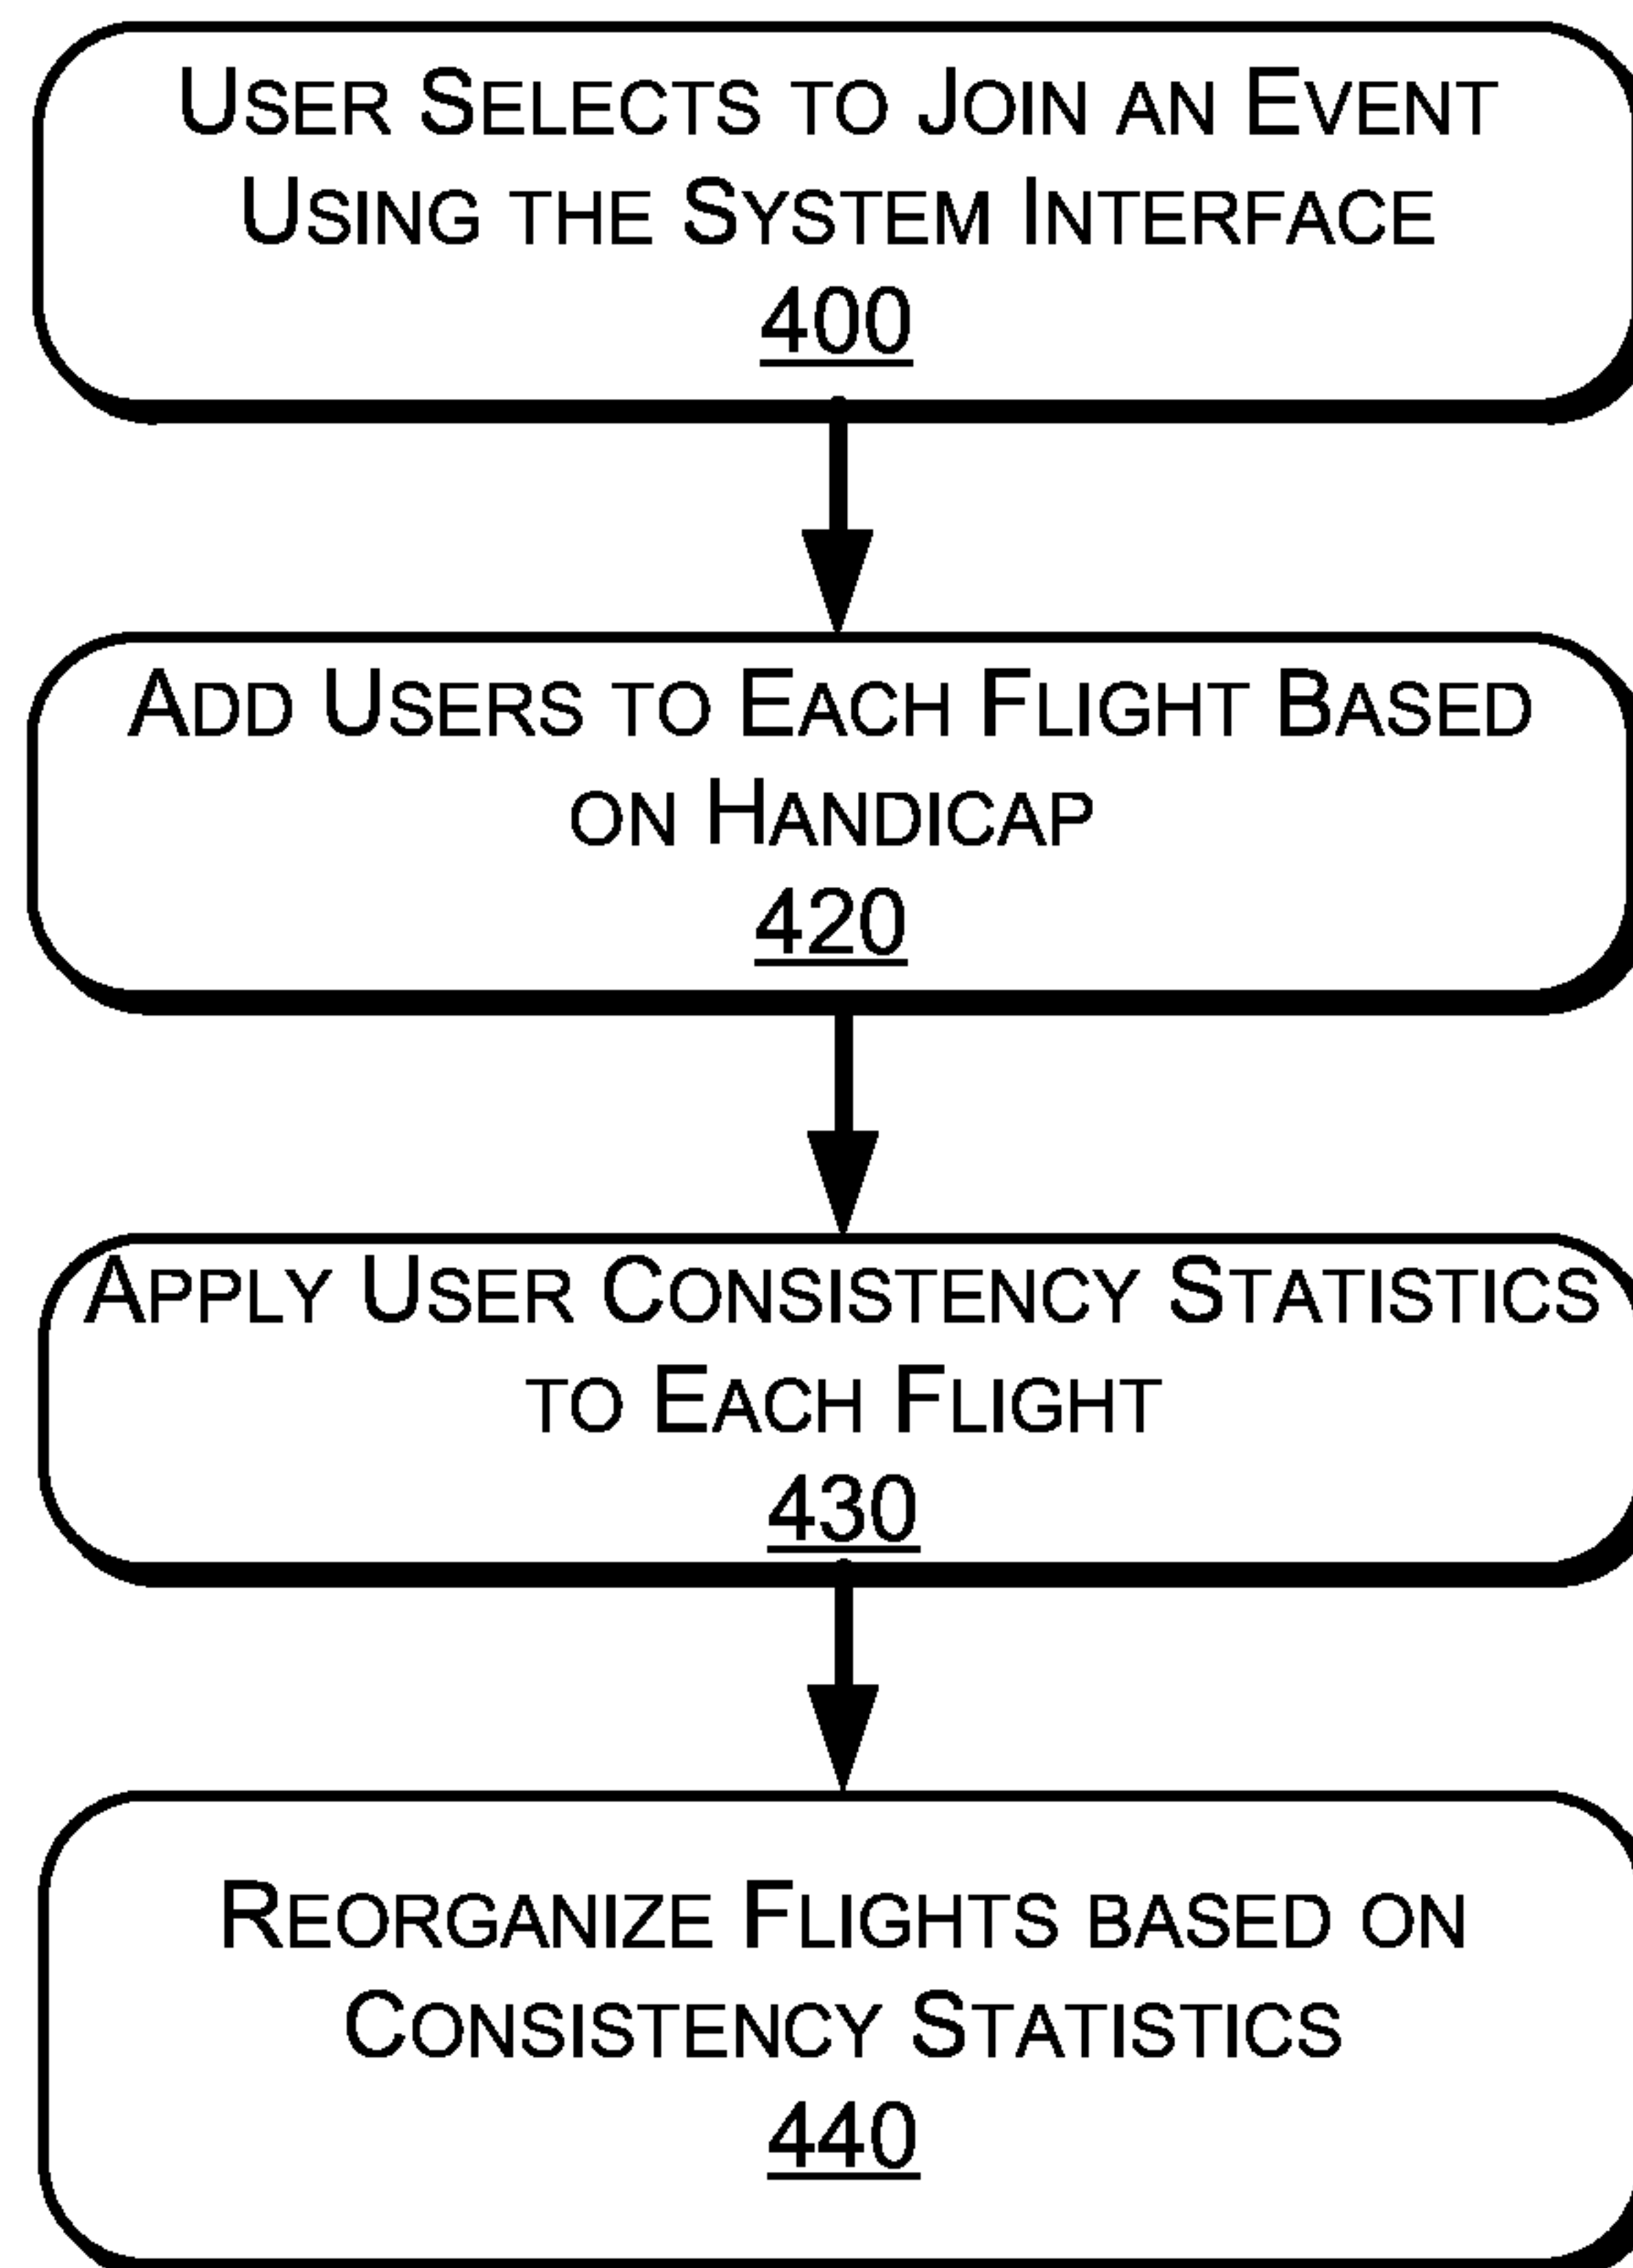 User Selects to Join an Event
Using the System Interface
400
Add Users to Each Flight Based
on Handicap
420
Apply User Consistency Statistics
to Each Flight
430
Reorganize Flights based on
Consistency Statistics
440